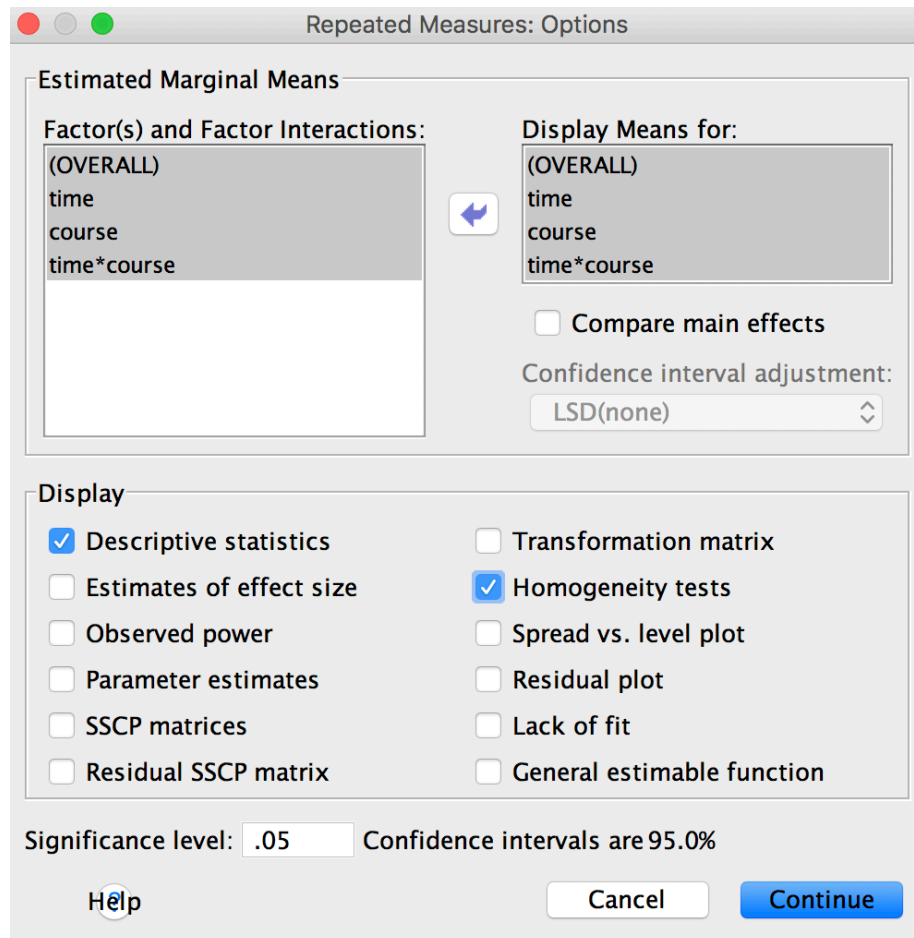 Repeated Measures: Options
Estimated Marginal Means
Factor(s) and Factor Interactions:
(OVERALL)
time
course
time*course
Display Means for:
(OVERALL)
time
course
time*course
Compare main effects
Confidence interval adjustment:
LSD(none)
Display
Descriptive statistics
Estimates of effect size
Observed power
Parameter estimates
SSCP matrices
Residual SSCP matrix
Transformation matrix
Homogeneity tests
Spread vs. level plot
Residual plot
Lack of fit
General estimable function
Significance level: .05 Confidence intervals are 95.0%
Help
Cancel
Continue